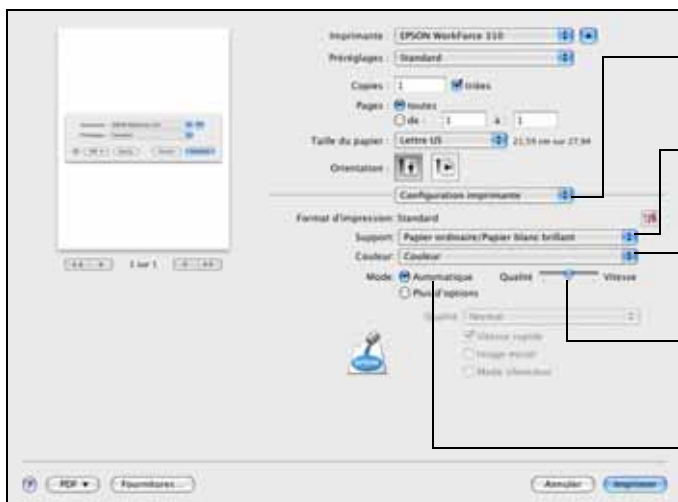 Imprimante : EPSON WorkForce 310
Préréglages : Standard
Copies : 1 triées
Pages : toutes
de : 1 à : 1
Taille du papier : Lettre US 21,59 cm sur 27,94
Orientation :
Configuration imprimante
Format d'impression: Standard
Support: Papier ordinaire/Papier blanc brillant
Couleur: Couleur
Mode: Automatique Qualité Vitesse
Plus d'options
Qualité : Normal
Vitesse rapide
Image miroir
Mode silencieux
EPSON
1 sur 1
? PDF Fournitures... Annuler Imprimer